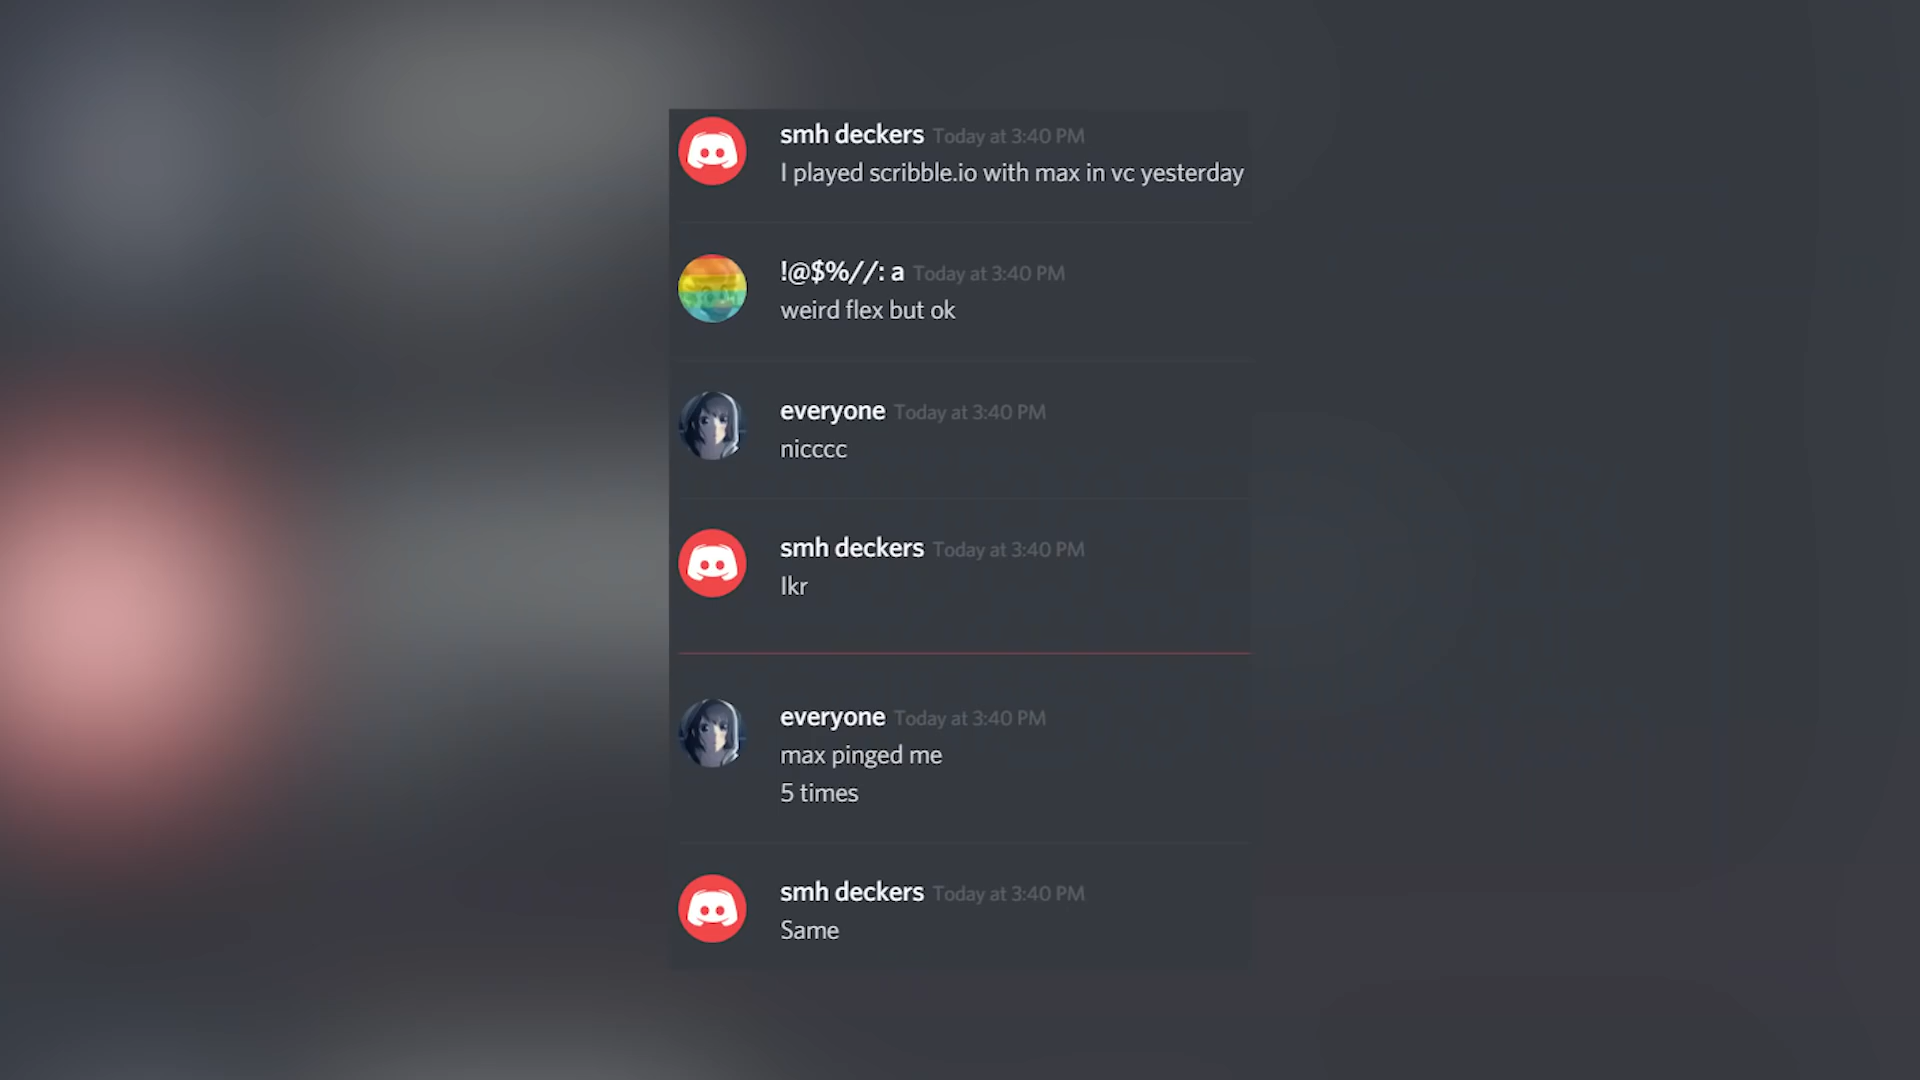 smh deckers Today at 3:40 PM
I played scribble.io with max in vc yesterday
!@$%//: a Today at 3:40 PM
weird flex but ok
everyone Today at 3:40 PM
nicccc
smh deckers Today at 3:40 PM
Ikr
everyone Today at 3:40 PM
max pinged me
5 times
smh deckers Today at 3:40 PM
Same